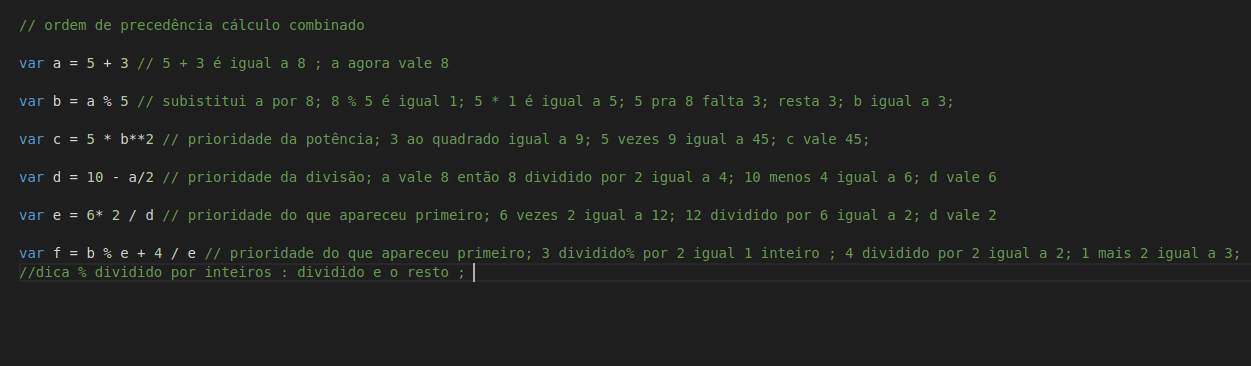 // ordem de precedência cálculo combinado
var a = 5 + 3 // 5 + 3 é igual a 8 ; a agora vale 8
var b = a % 5 // subistitui a por 8; 8 % 5 é igual 1; 5 * 1 é igual a 5; 5 pra 8 falta 3; resta 3; b igual a 3;
var c = 5 * b**2 // prioridade da potência; 3 ao quadrado igual a 9; 5 vezes 9 igual a 45; c vale 45;
var d = 10 - a/2 // prioridade da divisão; a vale 8 então 8 dividido por 2 igual a 4; 10 menos 4 igual a 6; d vale 6
var e = 6* 2 / d // prioridade do que apareceu primeiro; 6 vezes 2 igual a 12; 12 dividido por 6 igual a 2; d vale 2
var f = b % e + 4 / e // prioridade do que apareceu primeiro; 3 dividido% por 2 igual 1 inteiro ; 4 dividido por 2 igual a 2; 1 mais 2 igual a 3;
//dica % dividido por inteiros : dividido e o resto ;